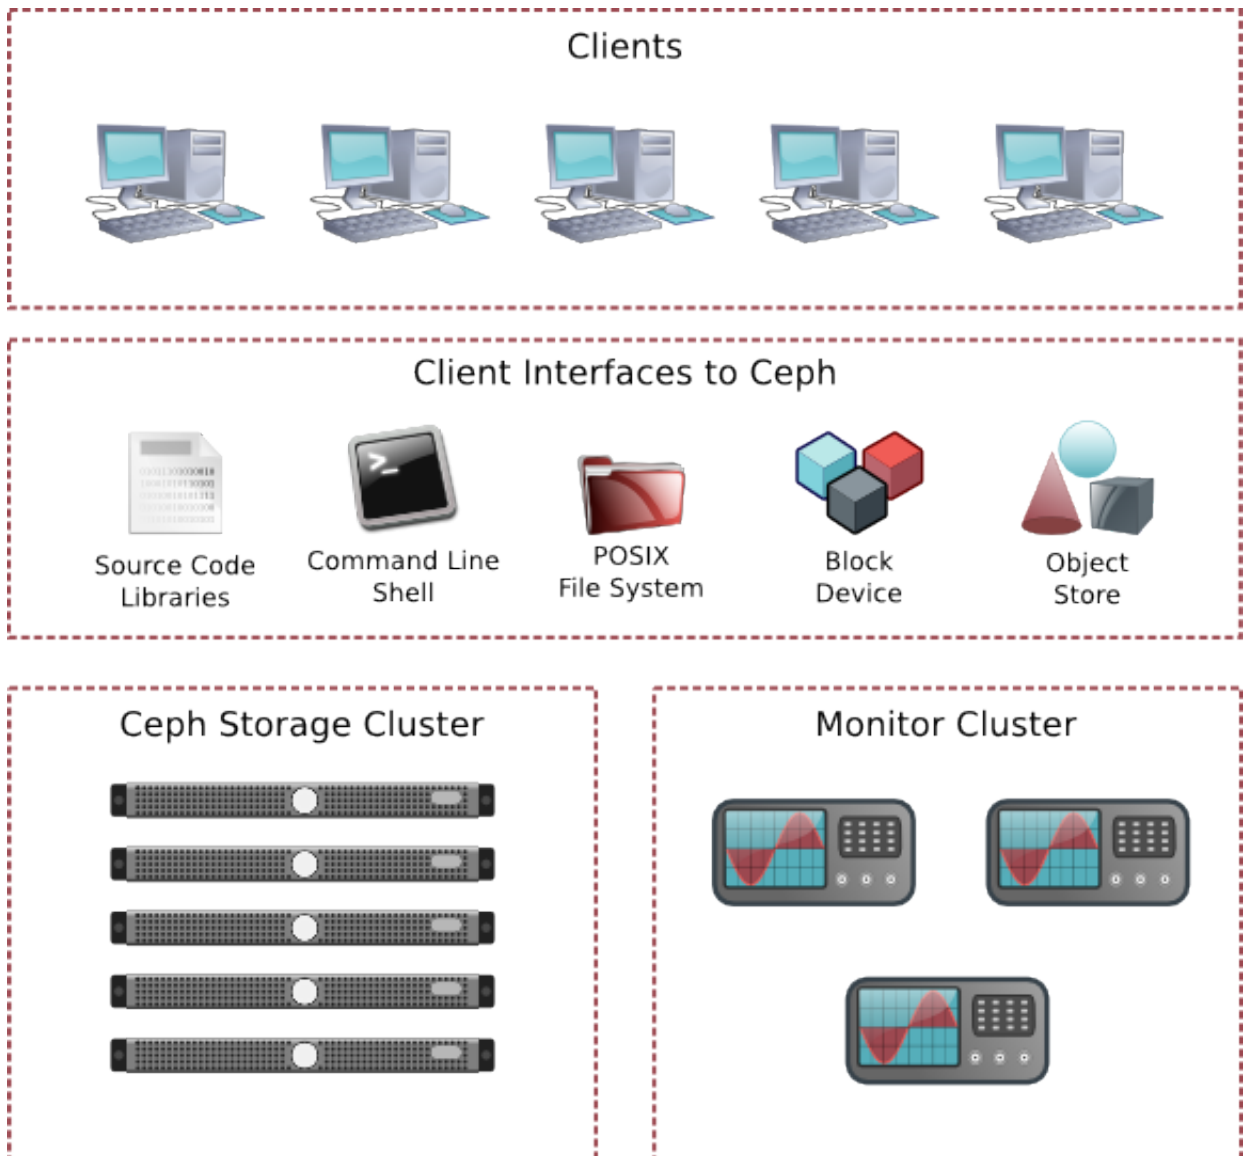 Clients
Client Interfaces to Ceph
Source Code
Libraries
Command Line
Shell
POSIX
File System
Block
Device
Object
Store
Ceph Storage Cluster
Monitor Cluster